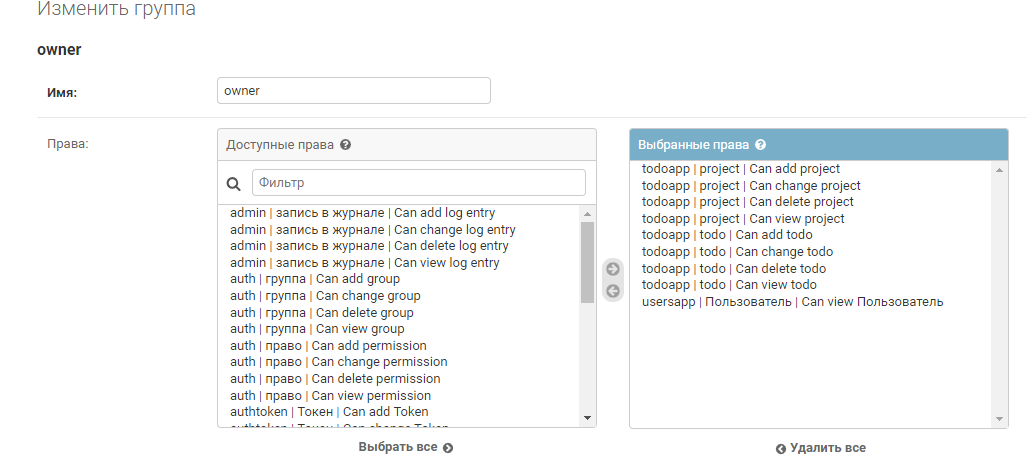 Изменить группа
owner
Имя:
owner
Права:
Доступные права
Фильтр
admin | запись в журнале | Can add log entry
admin | запись в журнале | Can change log entry
admin | запись в журнале | Can delete log entry
admin | запись в журнале | Can view log entry
auth | группа | Can add group
auth | группа | Can change group
auth | группа | Can delete group
auth | группа | Can view group
auth | право | Can add permission
auth | право | Can change permission
auth | право | Can delete permission
auth | право | Can view permission
authtoken | Токен | Can add Token
authtoken | Токен | Can change Token
Выбрать все
Выбранные права
todoapp | project | Can add project
todoapp | project | Can change project
todoapp | project | Can delete project
todoapp | project | Can view project
todoapp | todo | Can add todo
todoapp | todo | Can change todo
todoapp | todo | Can delete todo
todoapp | todo | Can view todo
usersapp | Пользователь | Can view Пользователь
Удалить все